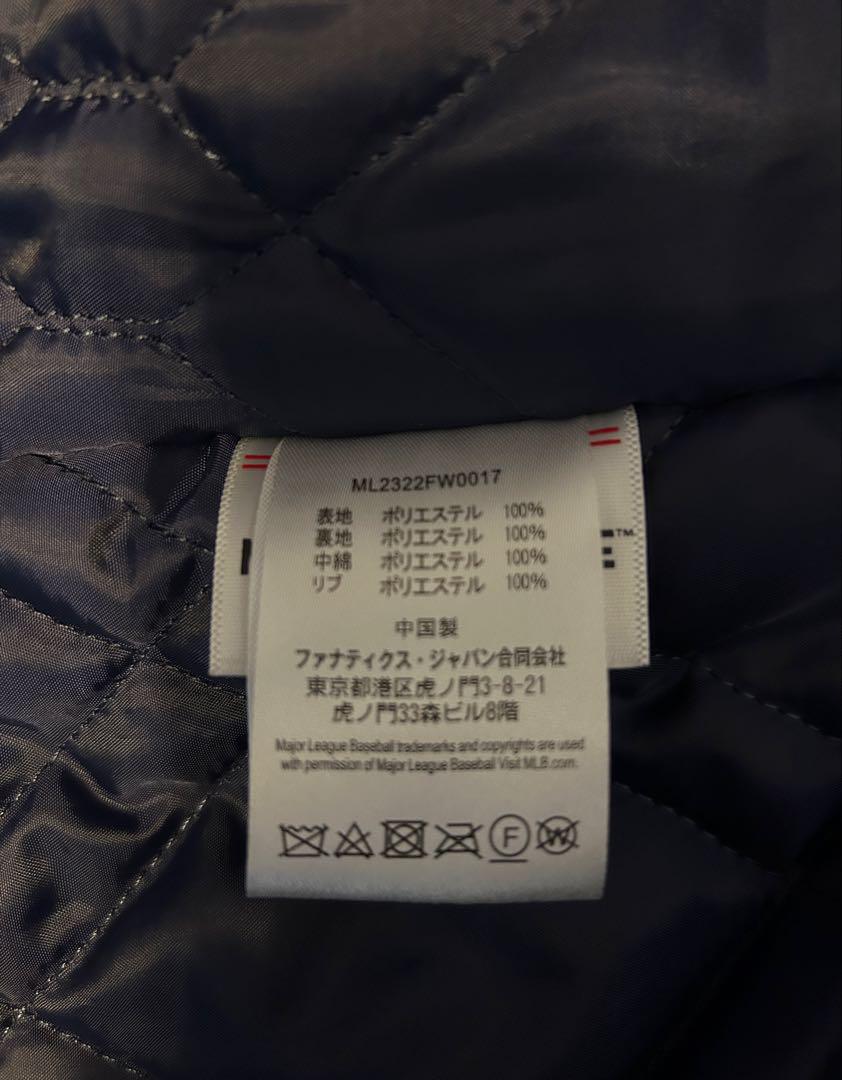 ML2322FW0017
表地 ポリエステル 100%
裏地 ポリエステル 100%
中綿 ポリエステル 100%
リブ ポリエステル 100%
中国製
ファナティクス・ジャパン合同会社
東京都港区虎ノ門3-8-21
虎ノ門33森ビル8階
Major League Baseball trademarks and copyrights are used
with permission of Major League Baseball Visit MLB.com.
F W
E™